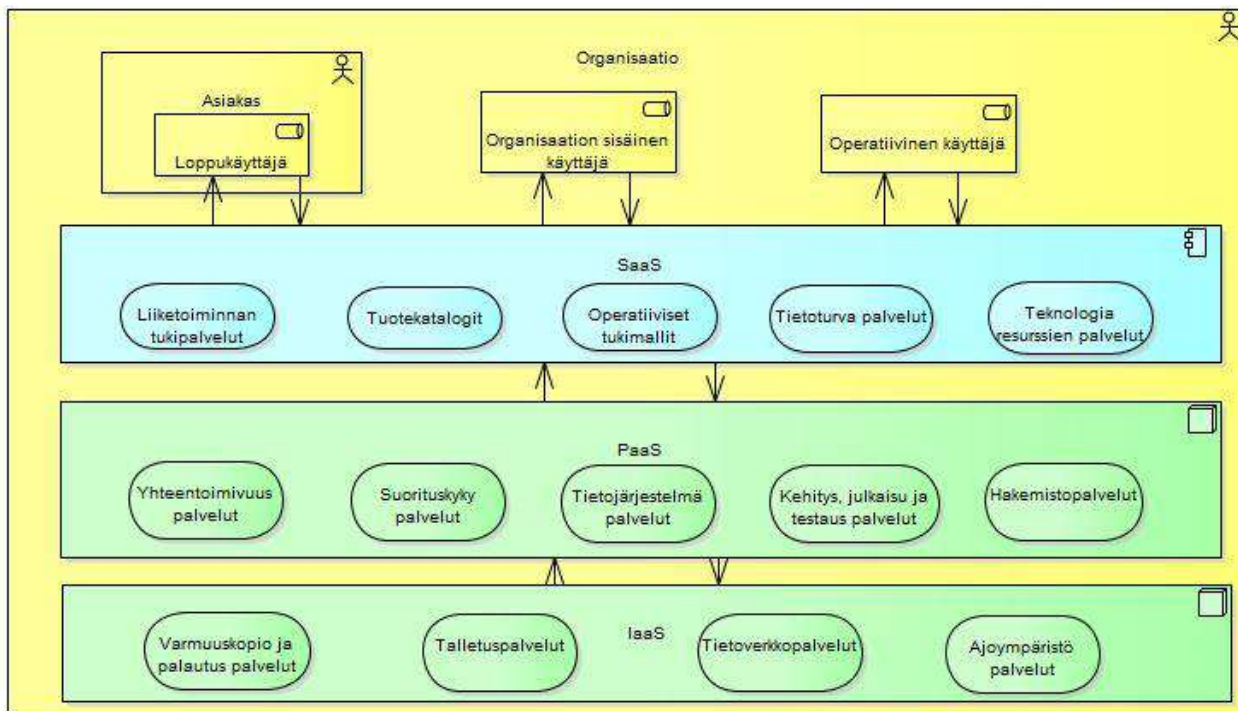 Organisaatio
Asiakas
Loppukäyttäjä
Organisaation sisäinen
käyttäjä
Operatiivinen käyttäjä
SaaS
Liiketoiminnan
tukipalvelut
Tuotekatalogit
Operatiiviset
tukimallit
Tietoturva palvelut
Teknologia
resurssien palvelut
PaaS
Yhteentoimivuus
palvelut
Suorituskyky
palvelut
Tietojärjestelmä
palvelut
Kehitys, julkaisu ja
testaus palvelut
Hakemistopalvelut
IaaS
Varmuuskopio ja
palautus palvelut
Talletuspalvelut
Tietoverkkopalvelut
Ajoympäristö
palvelut